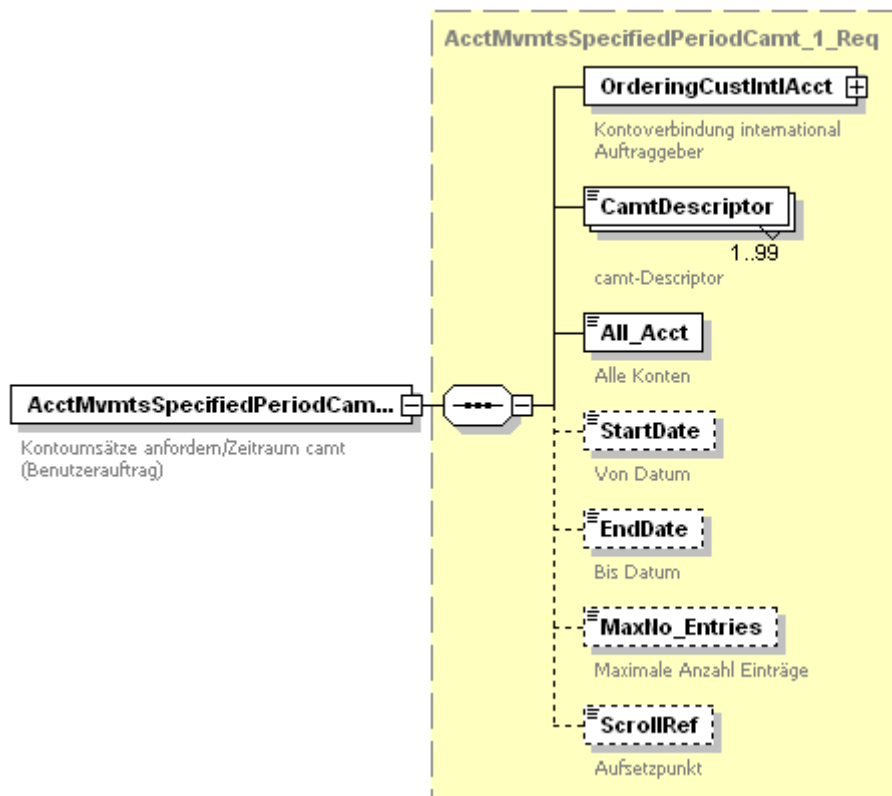 AcctMvmtsSpecifiedPeriodCamt_1_Req
OrderingCustIntlAcct
Kontoverbindung international
Auftraggeber
CamtDescriptor
1..99
camt-Descriptor
All_Acct
Alle Konten
AcctMvmtsSpecifiedPeriodCam...
Kontoumsätze anfordern/Zeitraum camt
(Benutzerauftrag)
StartDate
Von Datum
EndDate
Bis Datum
MaxNo_Entries
Maximale Anzahl Einträge
ScrollRef
Aufsetzpunkt